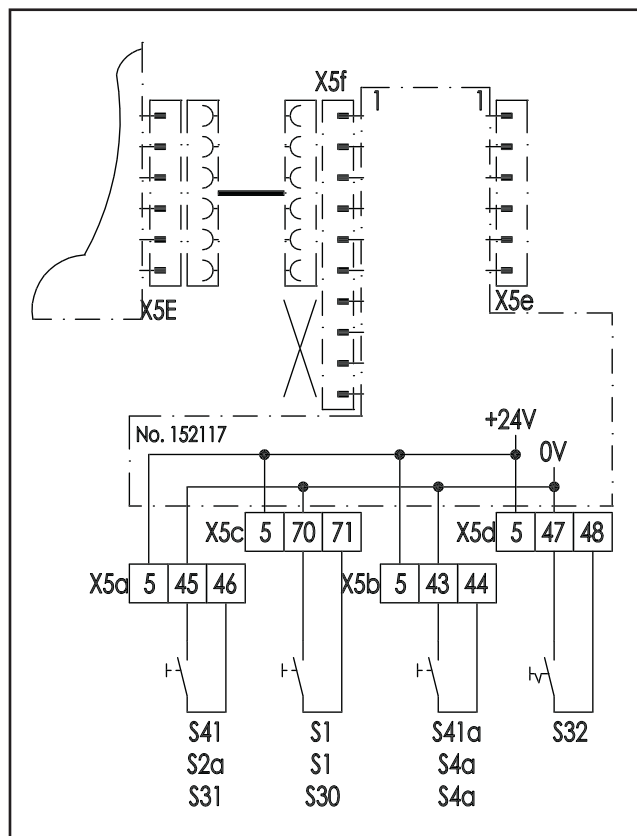 X5f
1 1
X5E
X5e
+24V
No. 152117
0V
X5c 5 70 71
X5d 5 47 48
X5a 5 45 46
X5b 5 43 44
S41 S1 S41a S32
S2a S1 S4a
S31 S30 S4a